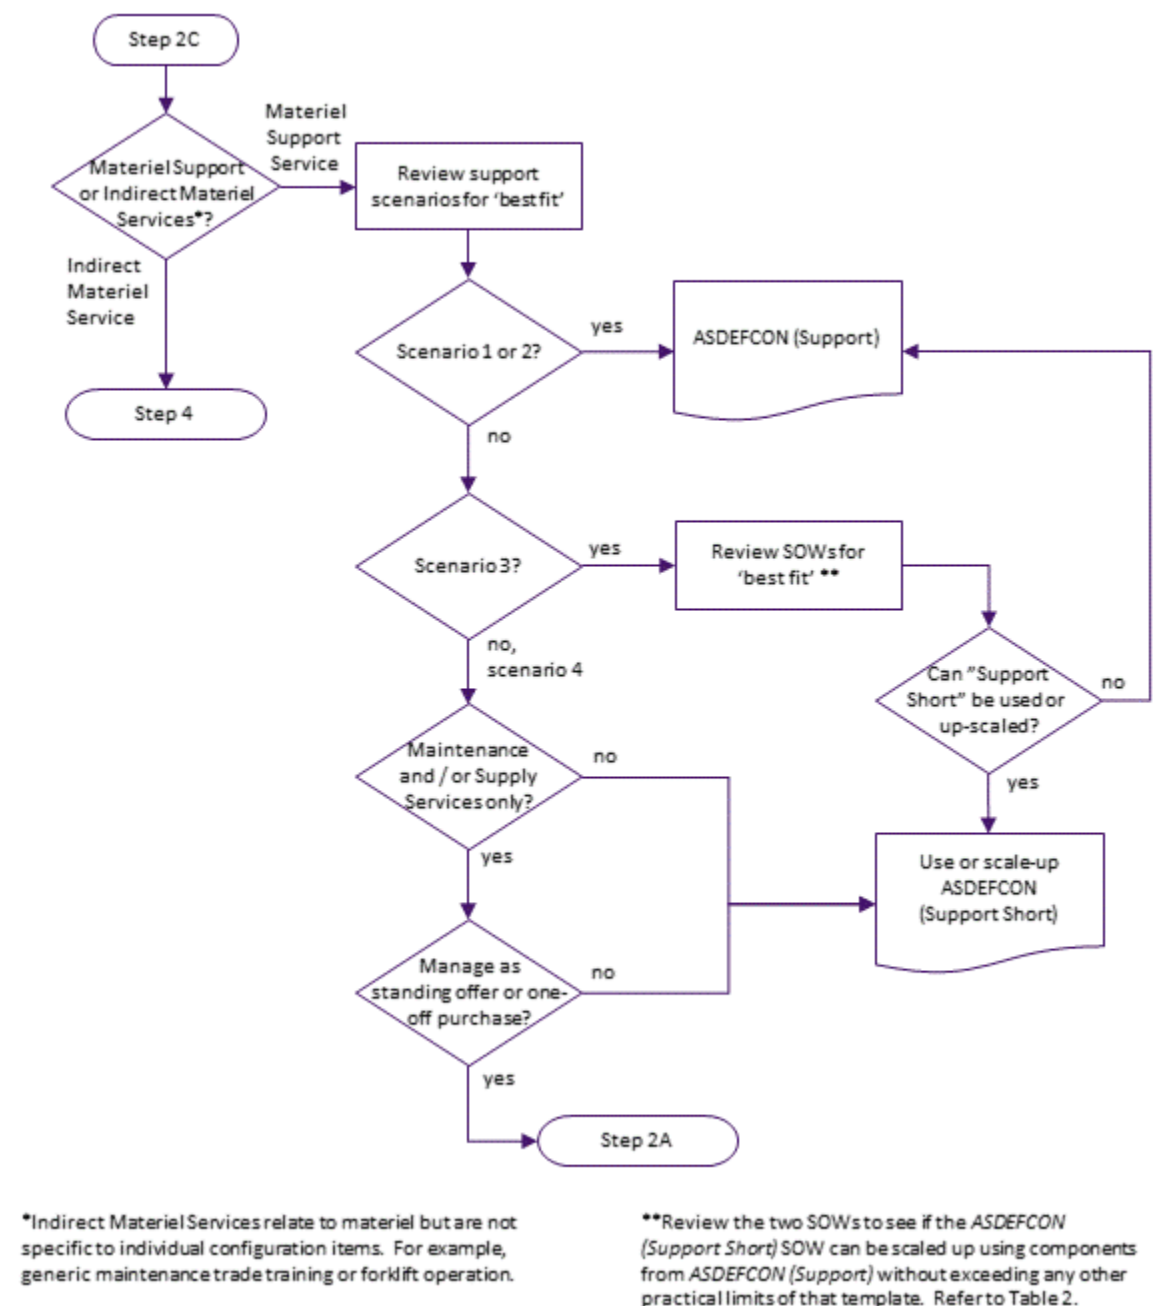 Step 2C
Materiel Support
or Indirect Materiel
Services*?
Materiel
Support
Service
Review support
scenarios for ‘best fit’
Indirect
Materiel
Service
Step 4
Scenario 1 or 2?
yes
ASDEFCON (Support)
no
Scenario 3?
yes
Review SOWs for
‘best fit’ **
no,
scenario 4
Can ”Support
Short” be used or
up-scaled?
no
yes
Maintenance
and / or Supply
Services only?
no
yes
Use or scale-up
ASDEFCON
(Support Short)
Manage as
standing offer or one-
off purchase?
no
yes
Step 2A
*Indirect Materiel Services relate to materiel but are not
specific to individual configuration items.  For example,
generic maintenance trade training or forklift operation.
**Review the two SOWs to see if the ASDEFCON
(Support Short) SOW can be scaled up using components
from ASDEFCON (Support) without exceeding any other
practical limits of that template.  Refer to Table 2.